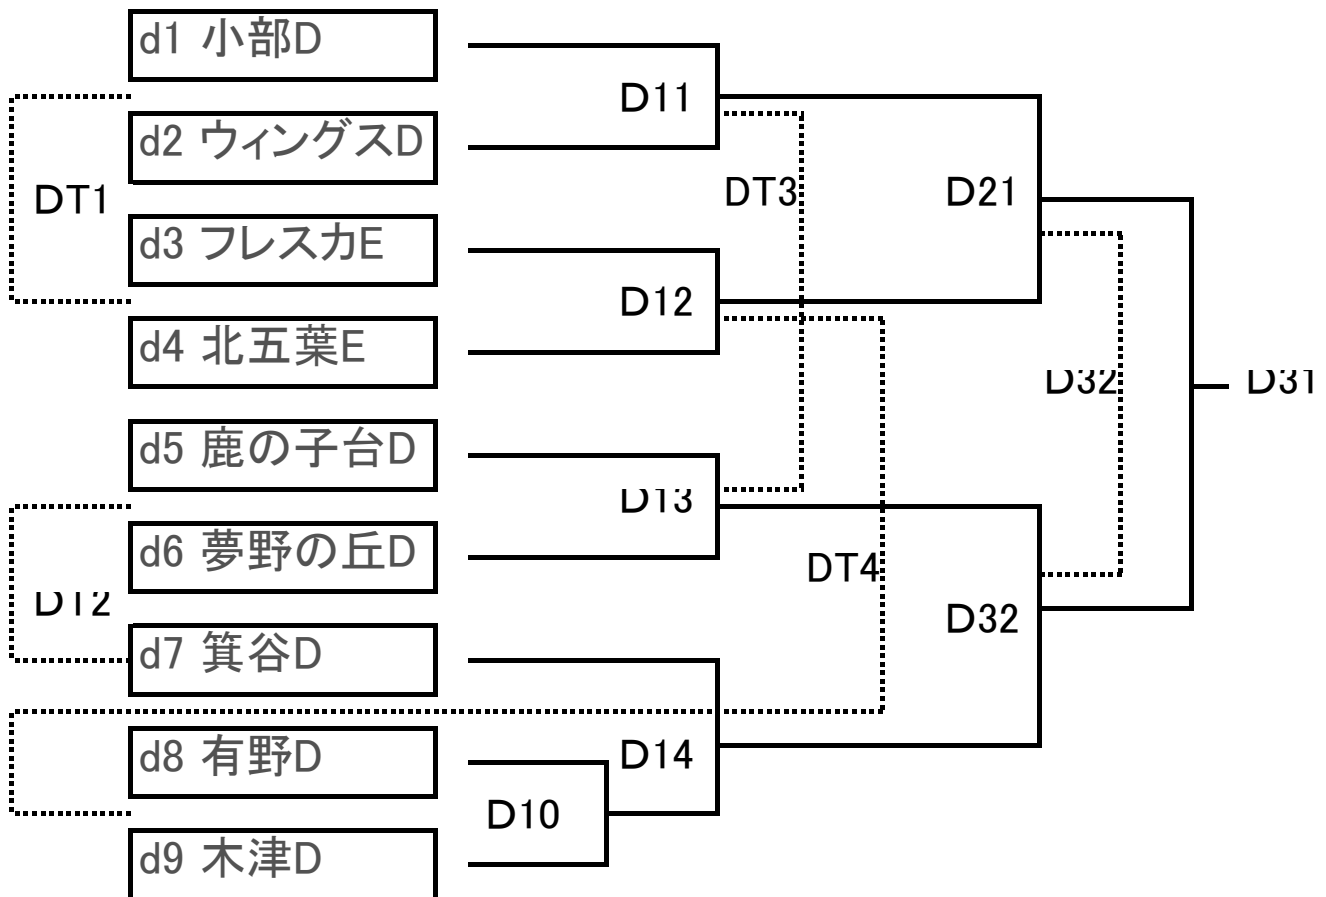 d1 小部D
D11
d2 ウィングスD
DT1
DT3
D21
d3 フレスカE
D12
d4 北五葉E
D32
D31
d5 鹿の子台D
D13
d6 夢野の丘D
DT4
DT2
D32
d7 箕谷D
d8 有野D
D14
D10
d9 木津D